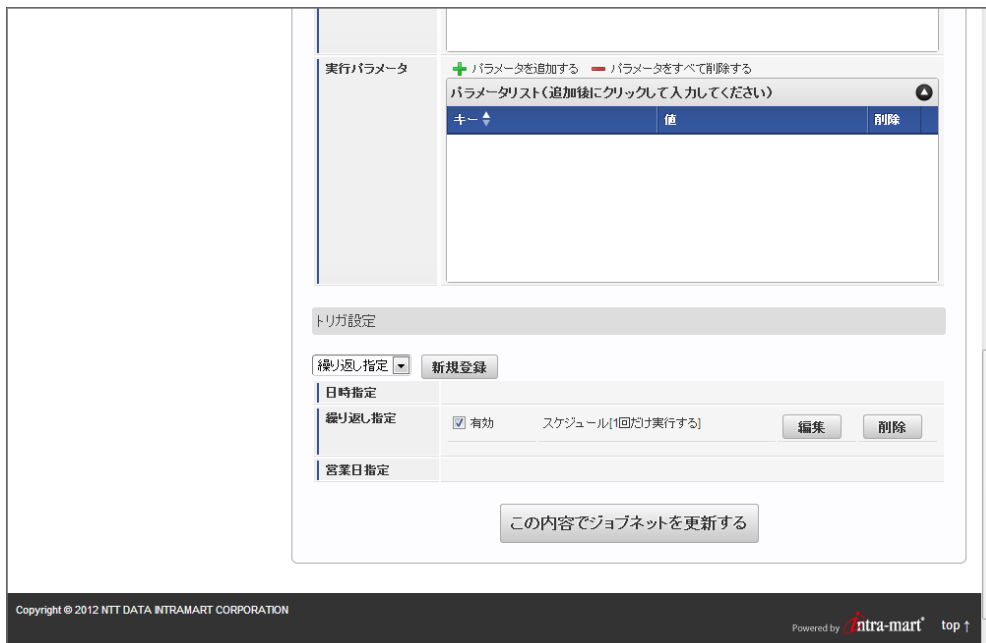 実行パラメータ
パラメータを追加する パラメータをすべて削除する
パラメータリスト(追加後にクリックして入力してください)
キー 値 削除
トリガ設定
繰り返し指定 新規登録
日時指定
繰り返し指定 有効 スケジュール[1回だけ実行する] 編集 削除
営業日指定
この内容でジョブネットを更新する
Copyright © 2012 NTT DATA INTRAMART CORPORATION
Powered by intra-mart top ↑